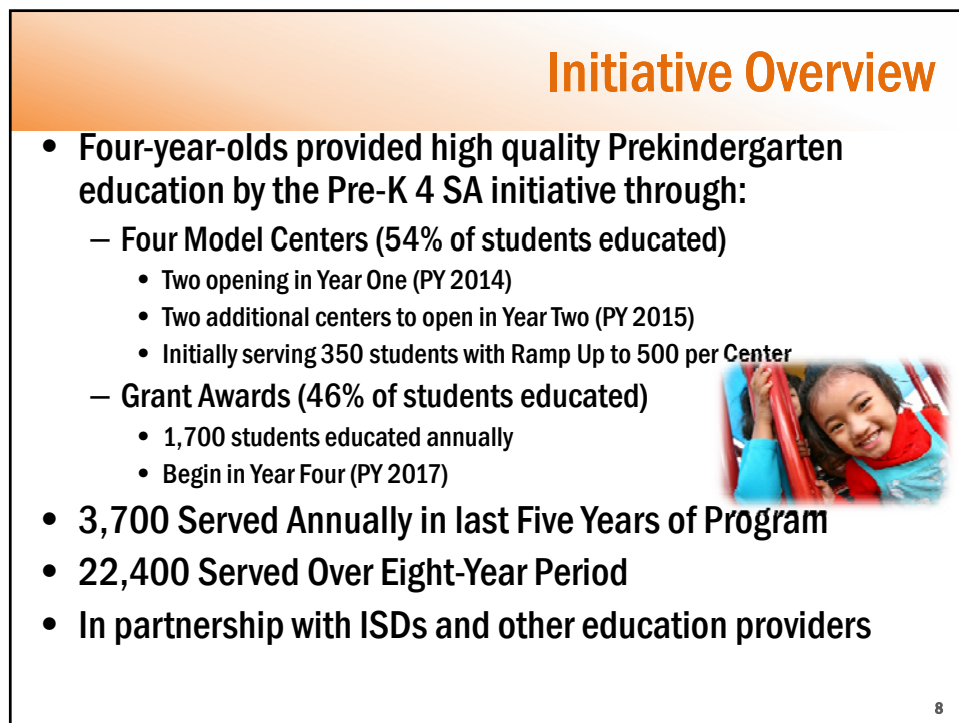 Initiative Overview
• Four-year-olds provided high quality Prekindergarten
education by the Pre-K 4 SA initiative through:
– Four Model Centers (54% of students educated)
• Two opening in Year One (PY 2014)
• Two additional centers to open in Year Two (PY 2015)
• Initially serving 350 students with Ramp Up to 500 per Center
– Grant Awards (46% of students educated)
• 1,700 students educated annually
• Begin in Year Four (PY 2017)
• 3,700 Served Annually in last Five Years of Program
• 22,400 Served Over Eight-Year Period
• In partnership with ISDs and other education providers
8